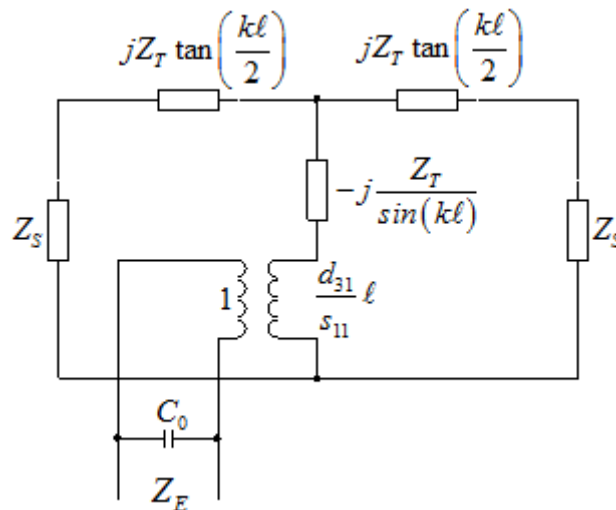 jZ_T tan(kℓ/2) jZ_T tan(kℓ/2)
-j Z_T/sin(kℓ)
Z_S Z_S
1 d_31/s_11 ℓ
C_0
Z_E